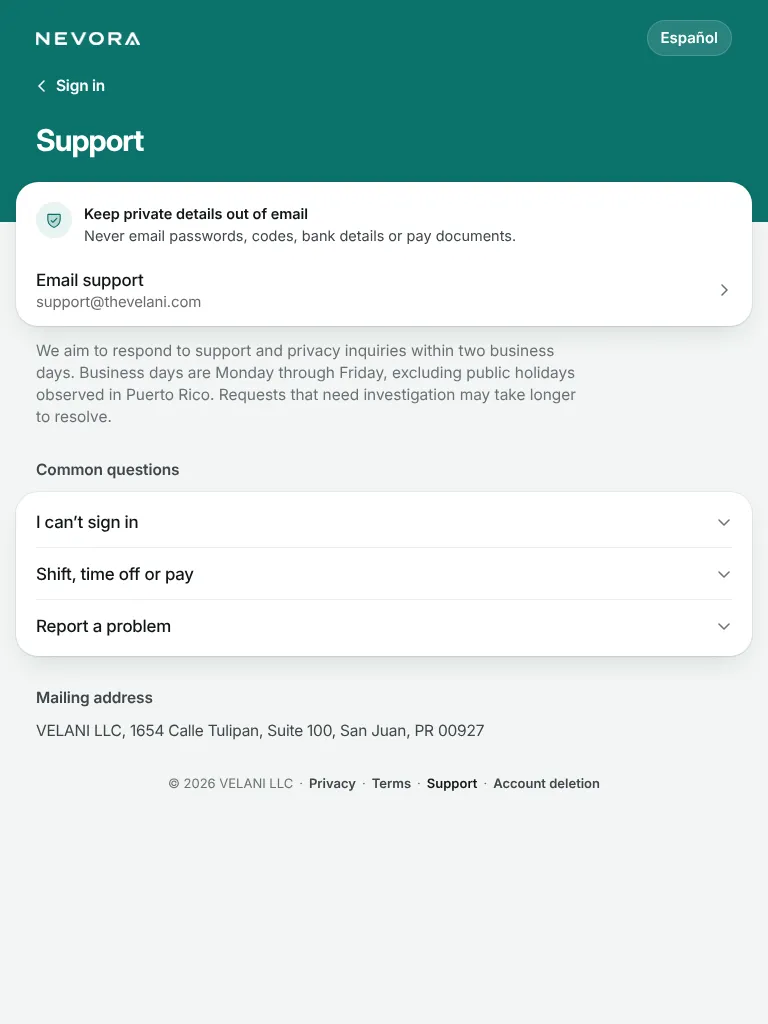 NEVORA
Español
Sign in
Support
Keep private details out of email
Never email passwords, codes, bank details or pay documents.
Email support
support@thevelani.com
We aim to respond to support and privacy inquiries within two business
days. Business days are Monday through Friday, excluding public holidays
observed in Puerto Rico. Requests that need investigation may take longer
to resolve.
Common questions
I can’t sign in
Shift, time off or pay
Report a problem
Mailing address
VELANI LLC, 1654 Calle Tulipan, Suite 100, San Juan, PR 00927
© 2026 VELANI LLC · Privacy · Terms · Support · Account deletion